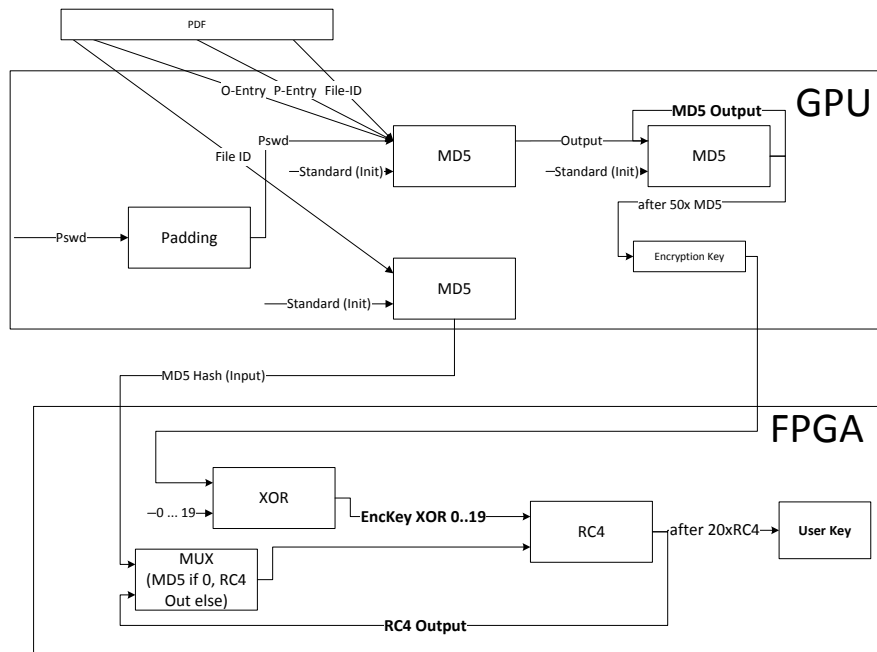 PDF
GPU
O-Entry
P-Entry
File-ID
MD5 Output
Pswd
Output
MD5
MD5
File ID
Standard (Init)
Standard (Init)
after 50x MD5
Pswd
Padding
Encryption Key
MD5
Standard (Init)
MD5 Hash (Input)
FPGA
XOR
0 ... 19
EncKey XOR 0..19
RC4
after 20xRC4
User Key
MUX
(MD5 if 0, RC4
Out else)
RC4 Output